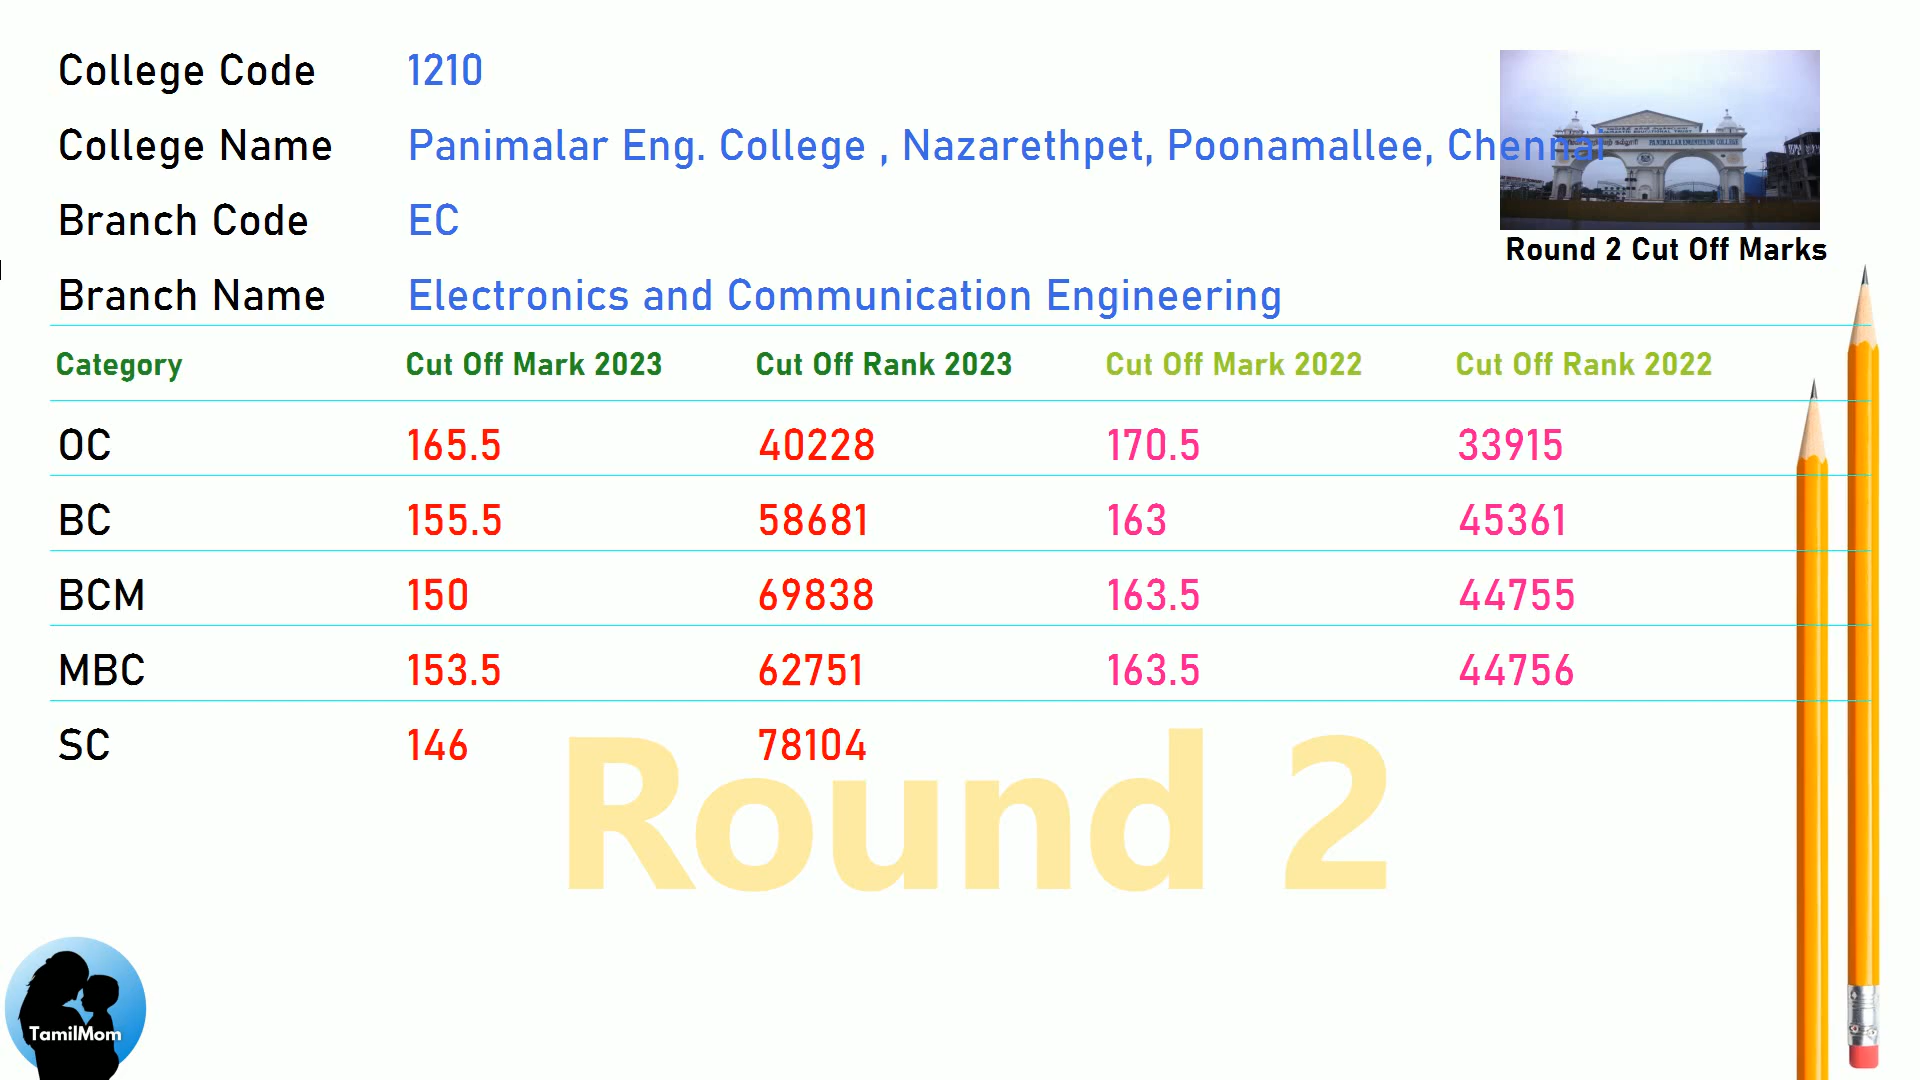 College Code 1210
College Name Panimalar Eng. College , Nazarethpet, Poonamallee, Chennai
PANIMALAR ENGINEERING COLLEGE
Branch Code EC
Round 2 Cut Off Marks
Branch Name Electronics and Communication Engineering
Category Cut Off Mark 2023 Cut Off Rank 2023 Cut Off Mark 2022 Cut Off Rank 2022
OC 165.5 40228 170.5 33915
BC 155.5 58681 163 45361
BCM 150 69838 163.5 44755
MBC 153.5 62751 163.5 44756
SC 146 78104
Round 2
TamilMom